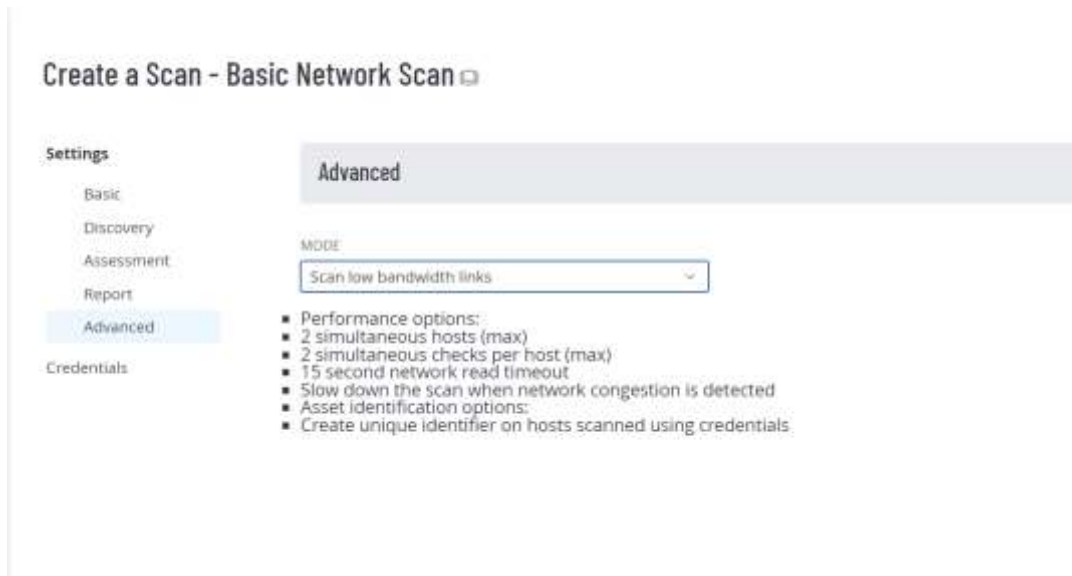 Create a Scan - Basic Network Scan
Settings
Basic
Discovery
Assessment
Report
Advanced
Credentials
Advanced
MODE
Scan low bandwidth links
▪ Performance options:
▪ 2 simultaneous hosts (max)
▪ 2 simultaneous checks per host (max)
▪ 15 second network read timeout
▪ Slow down the scan when network congestion is detected
▪ Asset identification options:
▪ Create unique identifier on hosts scanned using credentials